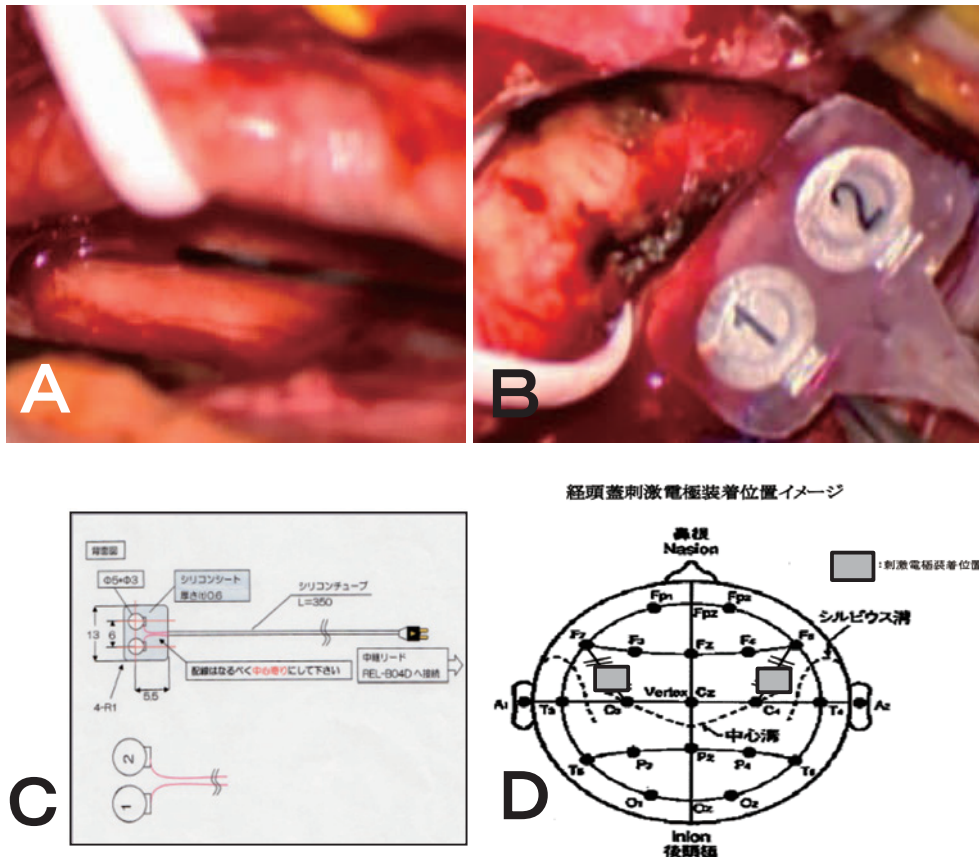 A
2
1
B
背面図
Φ5+Φ3
シリコンシート
厚さ(t)0.6
シリコンチューブ
L=350
13
6
配線はなるべく中心寄りにして下さい
中継リード
REL-B04D へ接続
5.5
4-R1
2
1
C
経頭蓋刺激電極装着位置イメージ
鼻根
Nasion
:刺激電極装着位置
Fp1
Fpz
Fp2
シルビウス溝
F7
F3
Fz
F4
F8
A1
T3
C3
Vertex
Cz
C4
T4
A2
中心溝
T5
P3
Pz
P4
T6
O1
Oz
O2
D
Inion
後頭極